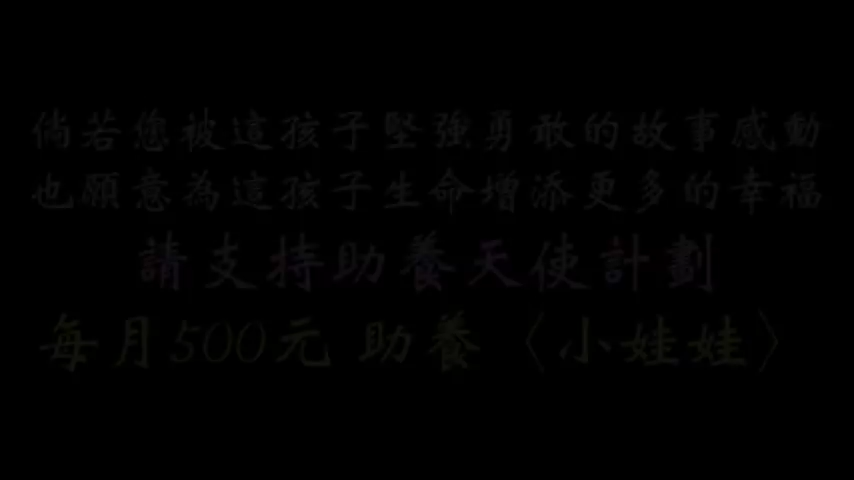 倘若您被這孩子堅強勇敢的故事感動
也願意為這孩子生命增添更多的幸福
請支持助養天使計劃
每月500元 助養〈小娃娃〉